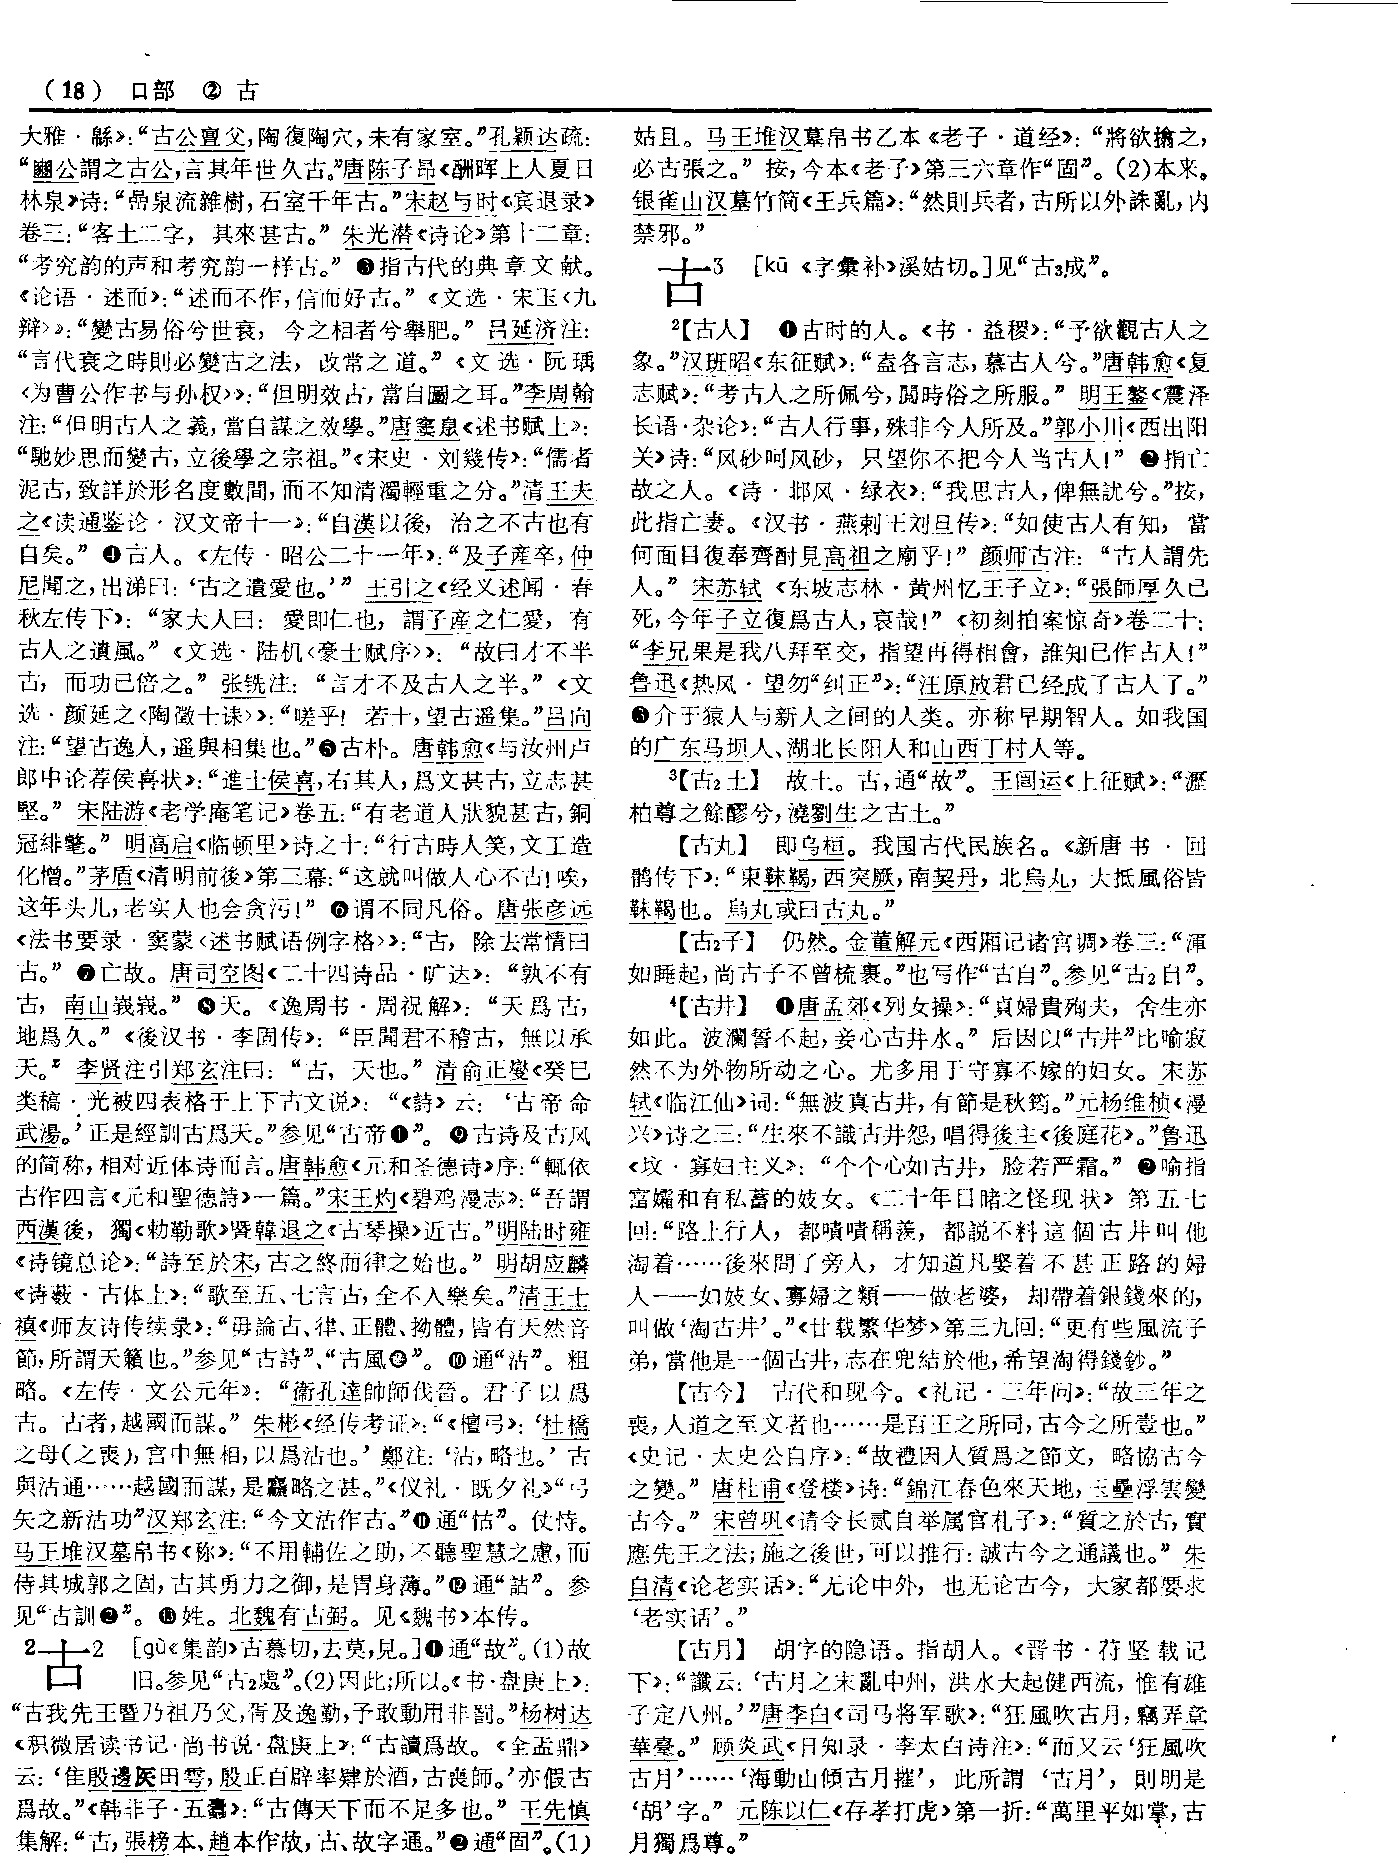 (18) 口部 ② 古
大雅·緜》:“古公亶父,陶復陶穴,未有家室。”孔颖达疏:
“豳公謂之古公,言其年世久古。”唐陈子昂《酬晖上人夏日
林泉》诗:“喦泉流雜樹,石室千年古。”宋赵与时《宾退录》
卷三:“客土二字,其來甚古。”朱光潜《诗论》第十二章:
“考究韵的声和考究韵一样古。”❸指古代的典章文献。
《论语·述而》:“述而不作,信而好古。”《文选·宋玉〈九
辩〉》:“變古易俗兮世衰,今之相者兮舉肥。”吕延济注:
“言代衰之時則必變古之法,改常之道。”《文选·阮瑀
〈为曹公作书与孙权〉》:“但明效古,當自圖之耳。”李周翰
注:“但明古人之義,當自謀之效學。”唐窦臮《述书赋上》:
“馳妙思而變古,立後學之宗祖。”《宋史·刘几传》:“儒者
泥古,致詳於形名度數間,而不知清濁輕重之分。”清王夫
之《读通鉴论·汉文帝十一》:“自漢以後,治之不古也有
自矣。”❹古人。《左传·昭公二十一年》:“及子産卒,仲
尼聞之,出涕曰:‘古之遺愛也。’”王引之《经义述闻·春
秋左传下》:“家大人曰:愛即仁也,謂子産之仁愛,有
古人之遺風。”《文选·陆机〈豪士赋序〉》:“故曰才不半
古,而功已倍之。”张铣注:“言才不及古人之半。”《文
选·颜延之〈陶徵士诔〉》:“嗟乎!若士,望古遥集。”吕向
注:“望古逸人,遥與相集也。”❺古朴。唐韩愈《与汝州卢
郎中论荐侯喜状》:“進士侯喜,右其人,爲文甚古,立志甚
堅。”宋陆游《老学庵笔记》卷五:“有老道人狀貌甚古,銅
冠緋氅。”明高启《临顿里》诗之十:“行古時人笑,文工造
化憎。”茅盾《清明前後》第三幕:“这就叫做人心不古!唉,
这年头儿,老实人也会贪污!”❻谓不同凡俗。唐张彦远
《法书要录·窦蒙〈述书赋语例字格〉》:“古,除去常情曰
古。”❼亡故。唐司空图《二十四诗品·旷达》:“孰不有
古,南山峩峩。”❽天。《逸周书·周祝解》:“天爲古,
地爲久。”《後汉书·李固传》:“臣聞君不稽古,無以承
天。”李贤注引郑玄注曰:“古,天也。”清俞正燮《癸巳
类稿·光被四表格于上下古文说》:“《詩》云:‘古帝命
武湯。’正是經訓古爲天。”参见“古帝❶”。❾古诗及古风
的简称,相对近体诗而言。唐韩愈《元和圣德诗》序:“輒依
古作四言《元和聖德詩》一篇。”宋王灼《碧鸡漫志》:“吾謂
西漢後,獨《勅勒歌》暨韓退之《古琴操》近古。”明陆时雍
《诗镜总论》:“詩至於宋,古之終而律之始也。”明胡应麟
《诗薮·古体上》:“歌至五、七言古,全不入樂矣。”清王士
禛《师友诗传续录》:“毋論古、律、正體、拗體,皆有天然音
節,所謂天籟也。”参见“古詩”、“古風❷”。❿通“沽”。粗
略。《左传·文公元年》:“衛孔達帥師伐晉。君子以爲
古。古者,越國而謀。”朱彬《经传考证》:“《檀弓》:‘杜橋
之母(之喪),宫中無相,以爲沽也。’鄭注:‘沽,略也。’古
與沽通……越國而謀,是麤略之甚。”《仪礼·既夕礼》“弓
矢之新沽功”汉郑玄注:“今文沽作古。”⓫通“怙”。仗恃。
马王堆汉墓帛书《称》:“不用輔佐之助,不聽聖慧之慮,而
侍其城郭之固,古其勇力之御,是胃身薄。”⓬通“詁”。参
见“古訓❷”。⓭姓。北魏有古弼。见《魏书》本传。
2古2 [gù《集韵》古慕切,去莫,見。]❶通“故”。(1)故
旧。参见“古2處”。(2)因此;所以。《书·盘庚上》:
“古我先王暨乃祖乃父,胥及逸勤,予敢動用非罰。”杨树达
《积微居读书记·尚书说·盘庚上》:“古讀爲故。《全盂鼎》
云:‘隹殷邊田雩,殷正百辟率肄於酒,古喪師。’亦假古
爲故。”《韩非子·五蠹》:“古傳天下而不足多也。”王先慎
集解:“古,張榜本、趙本作故,古、故字通。”❷通“固”。(1)
姑且。马王堆汉墓帛书乙本《老子·道经》:“將欲擒之,
必古張之。”按,今本《老子》第三六章作“固”。(2)本来。
银雀山汉墓竹简《王兵篇》:“然則兵者,古所以外誅亂,内
禁邪。”
古3 [kū《字彙补》溪姑切。]见“古3成”。
2【古人】 ❶古时的人。《书·益稷》:“予欲觀古人之
象。”汉班昭《东征赋》:“盍各言志,慕古人兮。”唐韩愈《复
志赋》:“考古人之所佩兮,閲時俗之所服。”明王鏊《震泽
长语·杂论》:“古人行事,殊非今人所及。”郭小川《西出阳
关》诗:“风砂呵风砂,只望你不把今人当古人!”❷指亡
故之人。《诗·邶风·绿衣》:“我思古人,俾無訧兮。”按,
此指亡妻。《汉书·燕剌王刘旦传》:“如使古人有知,當
何面目復奉齊酎見高祖之廟乎!”颜师古注:“古人謂先
人。”宋苏轼《东坡志林·黄州忆王子立》:“張師厚久已
死,今年子立復爲古人,哀哉!”《初刻拍案惊奇》卷二十:
“李兄果是我八拜至交,指望再得相會,誰知已作古人!”
鲁迅《热风·望勿“纠正”》:“汪原放君已经成了古人了。”
❸介于猿人与新人之间的人类。亦称早期智人。如我国
的广东马坝人、湖北长阳人和山西丁村人等。
3【古2土】 故土。古,通“故”。王闿运《上征赋》:“瀝
柏尊之餘醪兮,澆劉生之古土。”
【古丸】 即乌桓。我国古代民族名。《新唐书·回
鹘传下》:“東靺鞨,西突厥,南契丹,北烏丸,大抵風俗皆
靺鞨也。烏丸或曰古丸。”
【古2子】 仍然。金董解元《西厢记诸宫调》卷三:“渾
如睡起,尚古子不曾梳裹。”也写作“古自”。参见“古2自”。
4【古井】 ❶唐孟郊《列女操》:“貞婦貴殉夫,舍生亦
如此。波瀾誓不起,妾心古井水。”后因以“古井”比喻寂
然不为外物所动之心。尤多用于守寡不嫁的妇女。宋苏
轼《临江仙》词:“無波真古井,有節是秋筠。”元杨维桢《漫
兴》诗之三:“生來不識古井怨,唱得後主《後庭花》。”鲁迅
《坟·寡妇主义》:“个个心如古井,脸若严霜。”❷喻指
富孀和有私蓄的妓女。《二十年目睹之怪现状》第五七
回:“路上行人,都嘖嘖稱羨,都説不料這個古井叫他
淘着……後來問了旁人,才知道凡娶着不甚正路的婦
人——如妓女、寡婦之類——做老婆,却帶着銀錢來的,
叫做‘淘古井’。”《廿载繁华梦》第三九回:“更有些風流子
弟,當他是一個古井,志在兜結於他,希望淘得錢鈔。”
【古今】 古代和现今。《礼记·三年问》:“故三年之
喪,人道之至文者也……是百王之所同,古今之所壹也。”
《史记·太史公自序》:“故禮因人質爲之節文,略協古今
之變。”唐杜甫《登楼》诗:“錦江春色來天地,玉壘浮雲變
古今。”宋曾巩《请令长贰自举属官札子》:“質之於古,實
應先王之法;施之後世,可以推行:誠古今之通議也。”朱
自清《论老实话》:“无论中外,也无论古今,大家都要求
‘老实话’。”
【古月】 胡字的隐语。指胡人。《晋书·苻坚载记
下》:“讖云:‘古月之末亂中州,洪水大起健西流,惟有雄
子定八州。’”唐李白《司马将军歌》:“狂風吹古月,竊弄章
華臺。”顾炎武《日知录·李太白诗注》:“而又云‘狂風吹
古月’……‘海動山傾古月摧’,此所謂‘古月’,則明是
‘胡’字。”元陈以仁《存孝打虎》第一折:“萬里平如掌,古
月獨爲尊。”